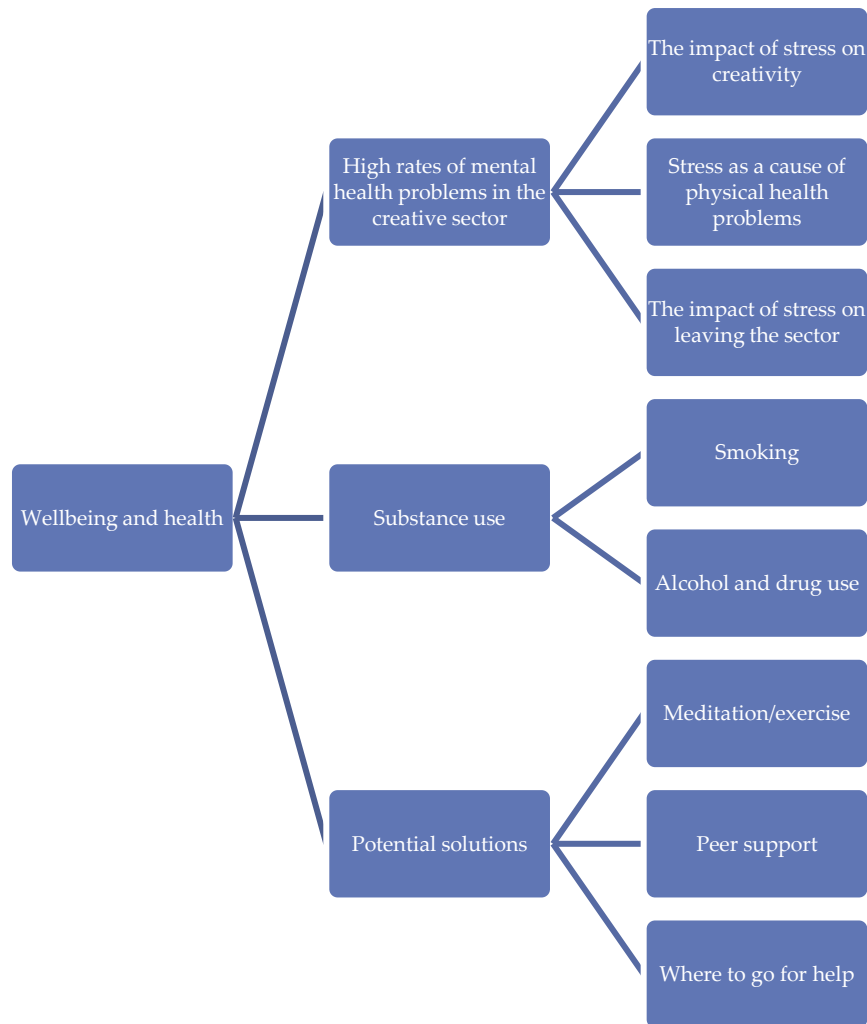 Wellbeing and health
High rates of mental
health problems in the
creative sector
The impact of stress on
creativity
Stress as a cause of
physical health
problems
The impact of stress on
leaving the sector
Substance use
Smoking
Alcohol and drug use
Potential solutions
Meditation/exercise
Peer support
Where to go for help